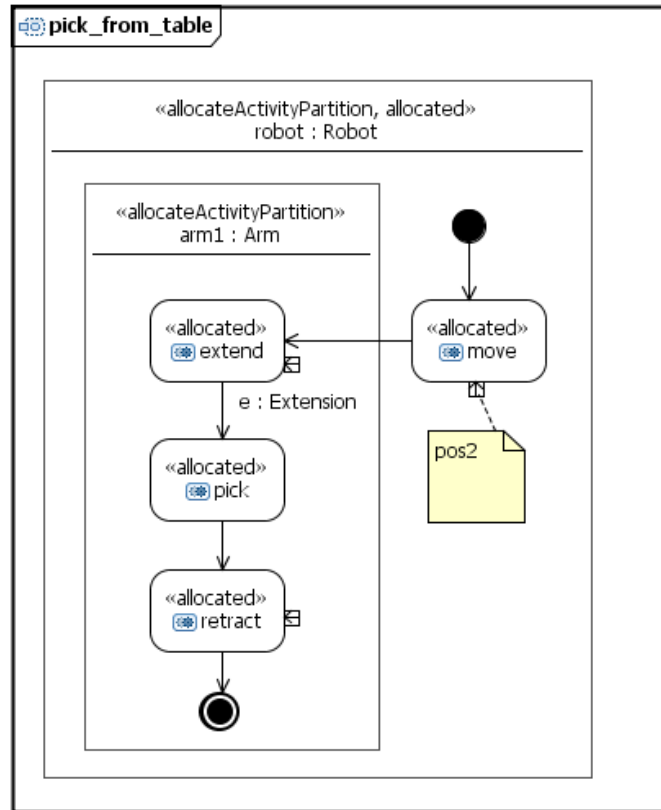 pick_from_table
«allocateActivityPartition, allocated»
robot : Robot
«allocateActivityPartition»
arm1 : Arm
«allocated»
extend
«allocated»
move
e : Extension
pos2
«allocated»
pick
«allocated»
retract